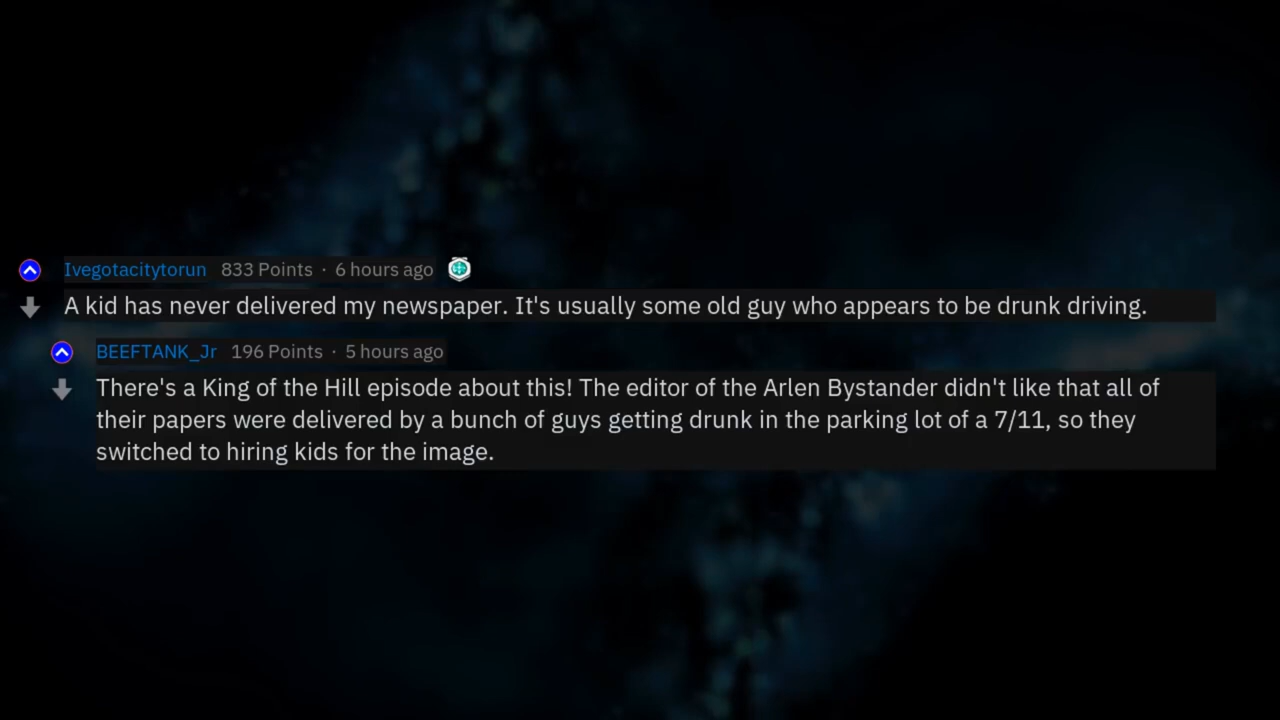 Ivegotacitytorun 833 Points · 6 hours ago
A kid has never delivered my newspaper. It's usually some old guy who appears to be drunk driving.
BEEFTANK_Jr 196 Points · 5 hours ago
There's a King of the Hill episode about this! The editor of the Arlen Bystander didn't like that all of
their papers were delivered by a bunch of guys getting drunk in the parking lot of a 7/11, so they
switched to hiring kids for the image.